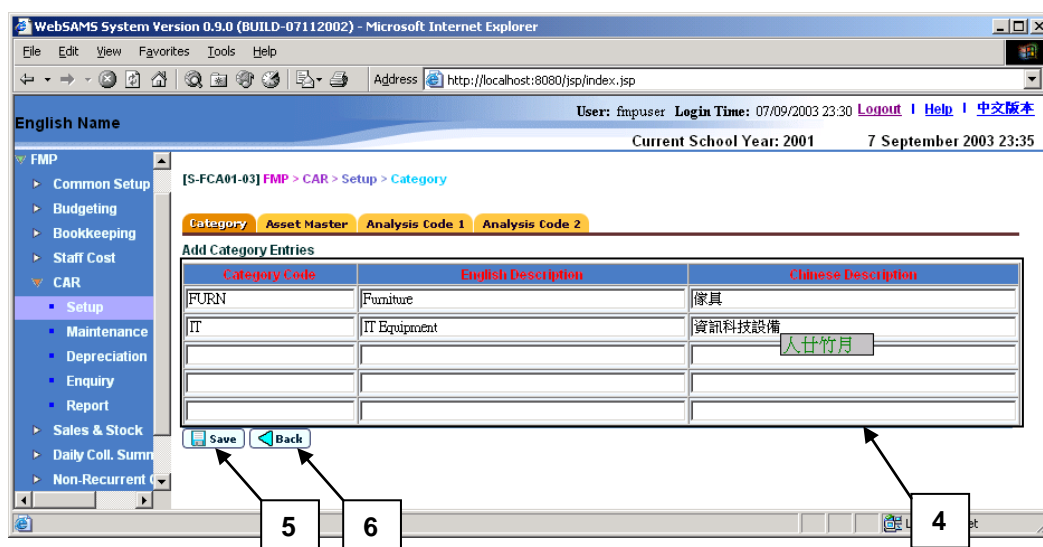 WebSAMS System Version 0.9.0 (BUILD-07112002) - Microsoft Internet Explorer
File Edit View Favorites Tools Help
Address http://localhost:8080/jsp/index.jsp
User: fmpuser Login Time: 07/09/2003 23:30 Logout | Help | 中文版本
English Name
Current School Year: 2001 7 September 2003 23:35
FMP
Common Setup
Budgeting
Bookkeeping
Staff Cost
CAR
Setup
Maintenance
Depreciation
Enquiry
Report
Sales & Stock
Daily Coll. Summ
Non-Recurrent
[S-FCA01-03] FMP > CAR > Setup > Category
Category Asset Master Analysis Code 1 Analysis Code 2
Add Category Entries
Category Code English Description Chinese Description
FURN Furniture 傢具
IT IT Equipment 資訊科技設備
人廿竹月
Save Back
5 6 4